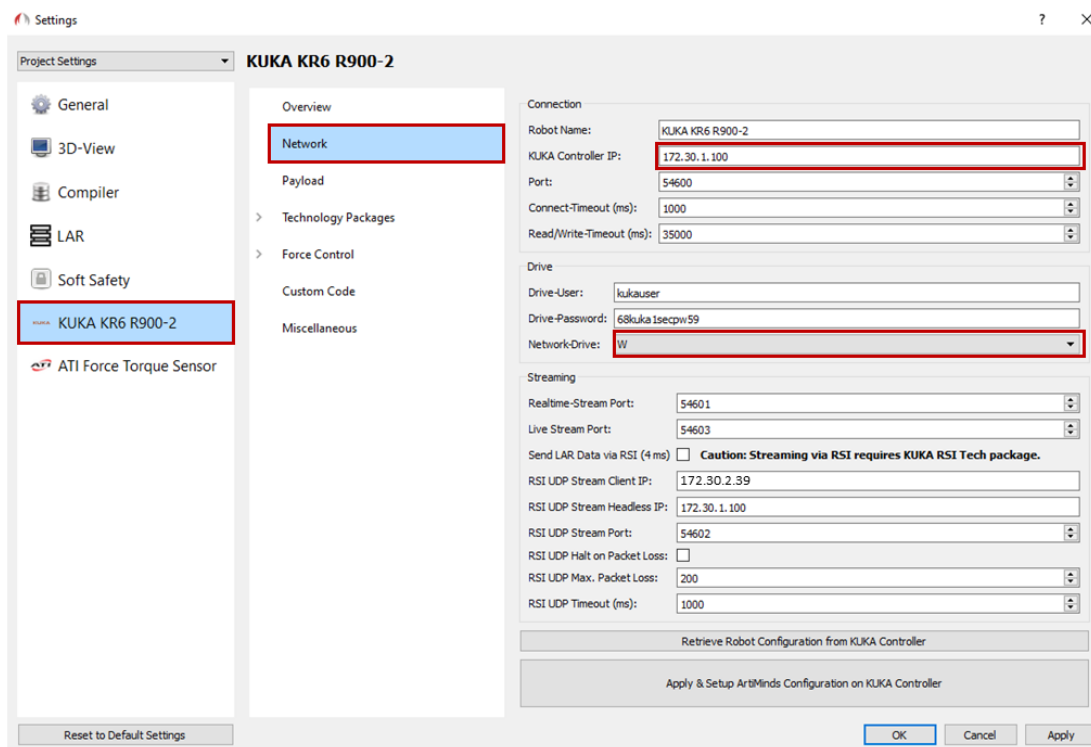 Settings
?
Project Settings
KUKA KR6 R900-2
General
3D-View
Compiler
LAR
Soft Safety
KUKA KUKA KR6 R900-2
ATI ATI Force Torque Sensor
Reset to Default Settings
Overview
Network
Payload
Technology Packages
Force Control
Custom Code
Miscellaneous
Connection
Robot Name: KUKA KR6 R900-2
KUKA Controller IP: 172.30.1.100
Port: 54600
Connect-Timeout (ms): 1000
Read/Write-Timeout (ms): 35000
Drive
Drive-User: kukauser
Drive-Password: 68kuka1secpw59
Network-Drive: W
Streaming
Realtime-Stream Port: 54601
Live Stream Port: 54603
Send LAR Data via RSI (4 ms) Caution: Streaming via RSI requires KUKA RSI Tech package.
RSI UDP Stream Client IP: 172.30.2.39
RSI UDP Stream Headless IP: 172.30.1.100
RSI UDP Stream Port: 54602
RSI UDP Halt on Packet Loss:
RSI UDP Max. Packet Loss: 200
RSI UDP Timeout (ms): 1000
Retrieve Robot Configuration from KUKA Controller
Apply & Setup ArtiMinds Configuration on KUKA Controller
OK Cancel Apply